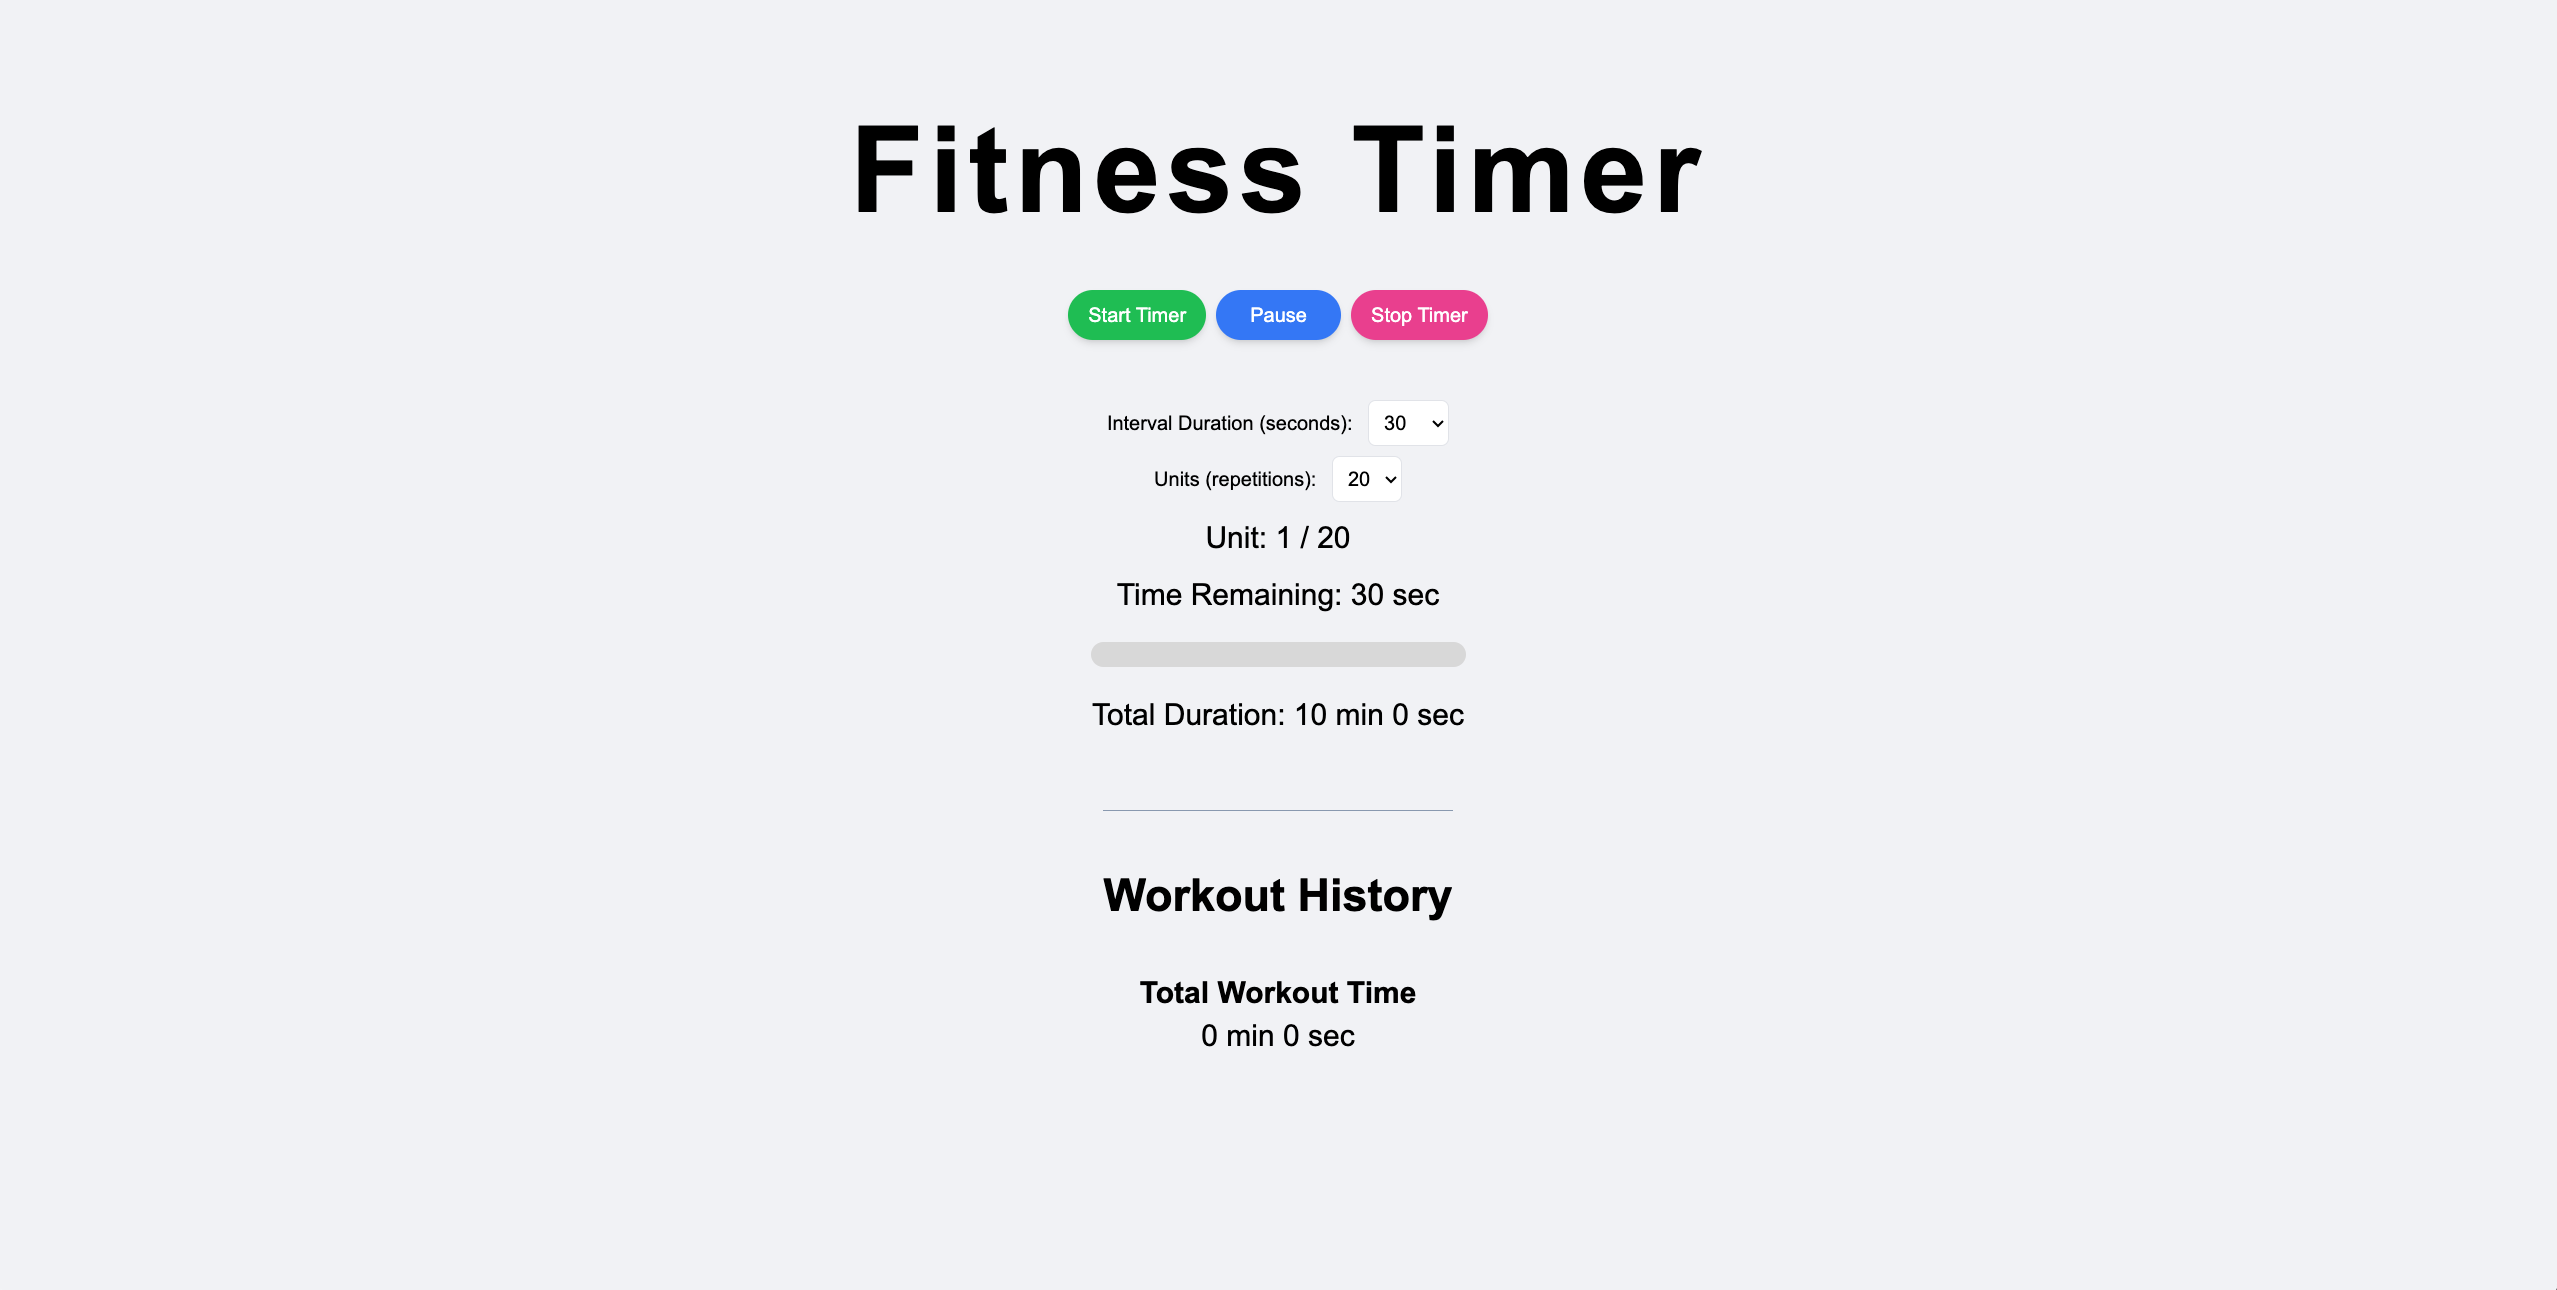 Fitness Timer
Start Timer Pause Stop Timer
Interval Duration (seconds): 30
Units (repetitions): 20
Unit: 1 / 20
Time Remaining: 30 sec
Total Duration: 10 min 0 sec
Workout History
Total Workout Time
0 min 0 sec